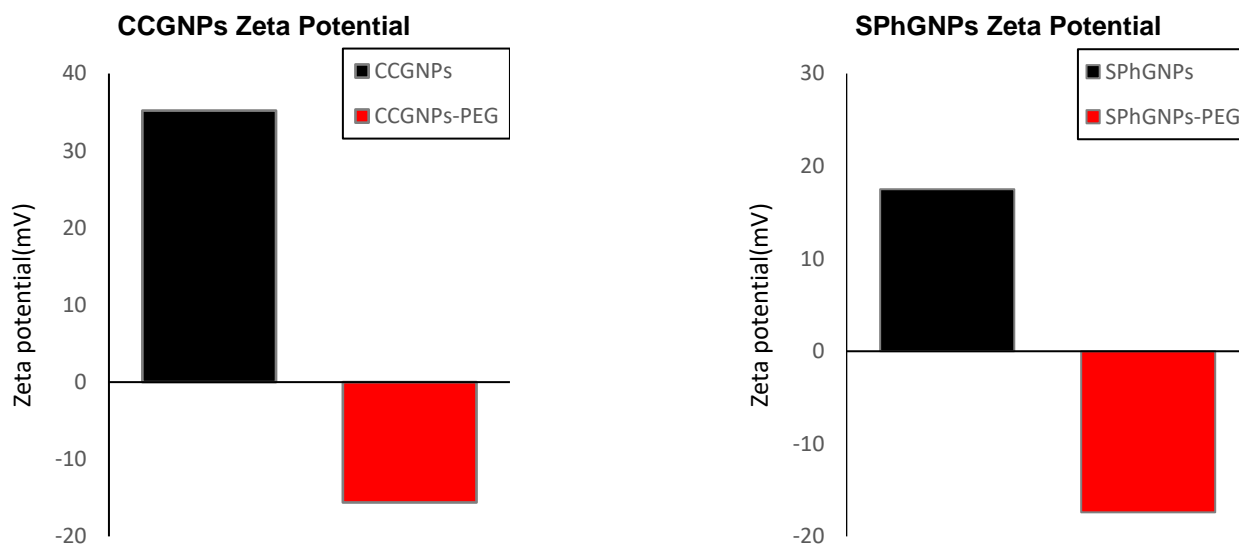 CCGNPs Zeta Potential
CCGNPs
CCGNPs-PEG
Zeta potential(mV)
40
30
20
10
0
-10
-20
SPhGNPs Zeta Potential
SPhGNPs
SPhGNPs-PEG
Zeta potential(mV)
30
20
10
0
-10
-20